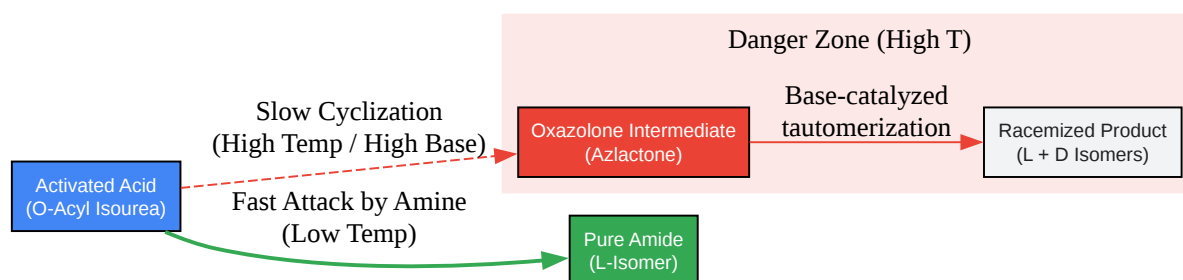 Danger Zone (High T)
Slow Cyclization
(High Temp / High Base)
Base-catalyzed
tautomerization
Oxazolone Intermediate
(Azlactone)
Racemized Product
(L + D Isomers)
Activated Acid
(O-Acyl Isourea)
Fast Attack by Amine
(Low Temp)
Pure Amide
(L-Isomer)